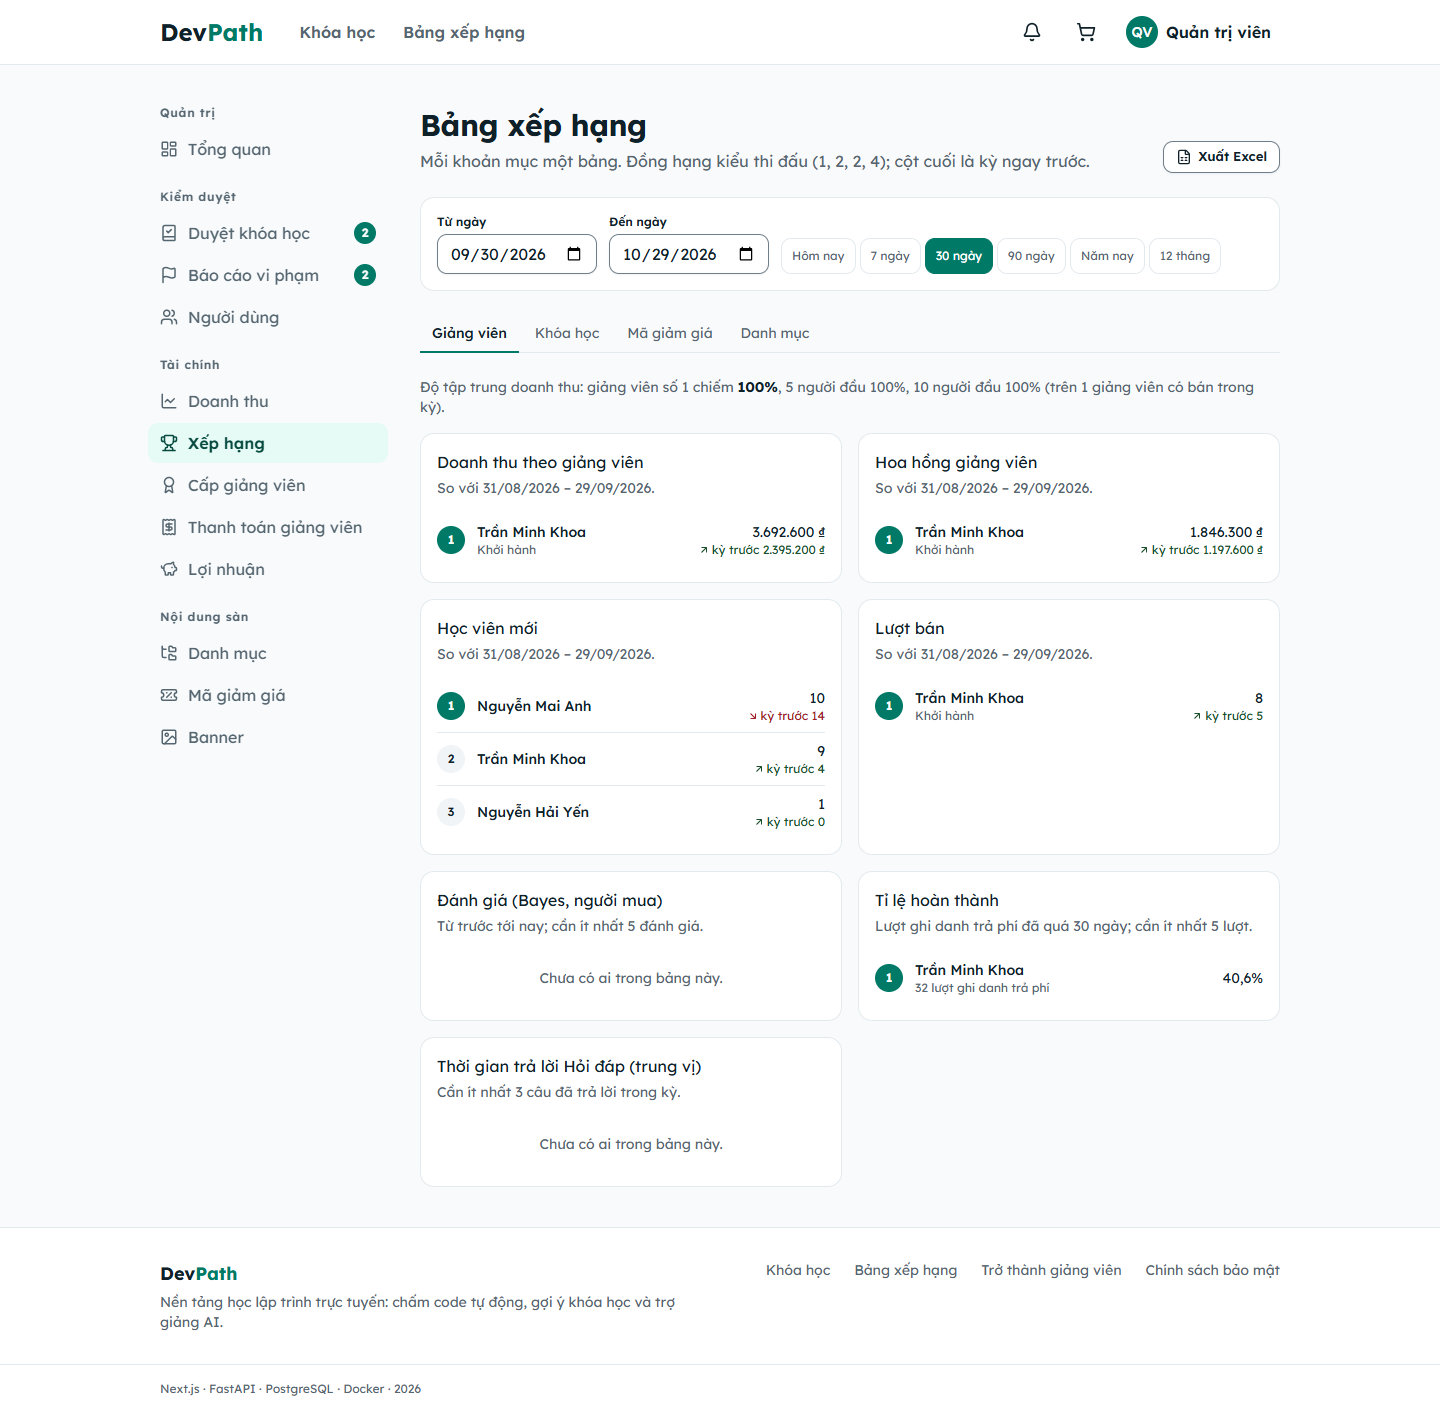 DevPath
Khóa học
Bảng xếp hạng
QV
Quản trị viên
Quản trị
Tổng quan
Kiểm duyệt
Duyệt khóa học
2
Báo cáo vi phạm
2
Người dùng
Tài chính
Doanh thu
Xếp hạng
Cấp giảng viên
Thanh toán giảng viên
Lợi nhuận
Nội dung sàn
Danh mục
Mã giảm giá
Banner
Bảng xếp hạng
Mỗi khoản mục một bảng. Đồng hạng kiểu thi đấu (1, 2, 2, 4); cột cuối là kỳ ngay trước.
Xuất Excel
Từ ngày
Đến ngày
09/30/2026
10/29/2026
Hôm nay
7 ngày
30 ngày
90 ngày
Năm nay
12 tháng
Giảng viên
Khóa học
Mã giảm giá
Danh mục
Độ tập trung doanh thu: giảng viên số 1 chiếm 100%, 5 người đầu 100%, 10 người đầu 100% (trên 1 giảng viên có bán trong
kỳ).
Doanh thu theo giảng viên
So với 31/08/2026 – 29/09/2026.
1
Trần Minh Khoa
Khởi hành
3.692.600 ₫
kỳ trước 2.395.200 ₫
Hoa hồng giảng viên
So với 31/08/2026 – 29/09/2026.
1
Trần Minh Khoa
Khởi hành
1.846.300 ₫
kỳ trước 1.197.600 ₫
Học viên mới
So với 31/08/2026 – 29/09/2026.
1
Nguyễn Mai Anh
10
kỳ trước 14
2
Trần Minh Khoa
9
kỳ trước 4
3
Nguyễn Hải Yến
1
kỳ trước 0
Lượt bán
So với 31/08/2026 – 29/09/2026.
1
Trần Minh Khoa
Khởi hành
8
kỳ trước 5
Đánh giá (Bayes, người mua)
Từ trước tới nay; cần ít nhất 5 đánh giá.
Chưa có ai trong bảng này.
Tỉ lệ hoàn thành
Lượt ghi danh trả phí đã quá 30 ngày; cần ít nhất 5 lượt.
1
Trần Minh Khoa
32 lượt ghi danh trả phí
40,6%
Thời gian trả lời Hỏi đáp (trung vị)
Cần ít nhất 3 câu đã trả lời trong kỳ.
Chưa có ai trong bảng này.
DevPath
Nền tảng học lập trình trực tuyến: chấm code tự động, gợi ý khóa học và trợ
giảng AI.
Khóa học
Bảng xếp hạng
Trở thành giảng viên
Chính sách bảo mật
Next.js · FastAPI · PostgreSQL · Docker · 2026